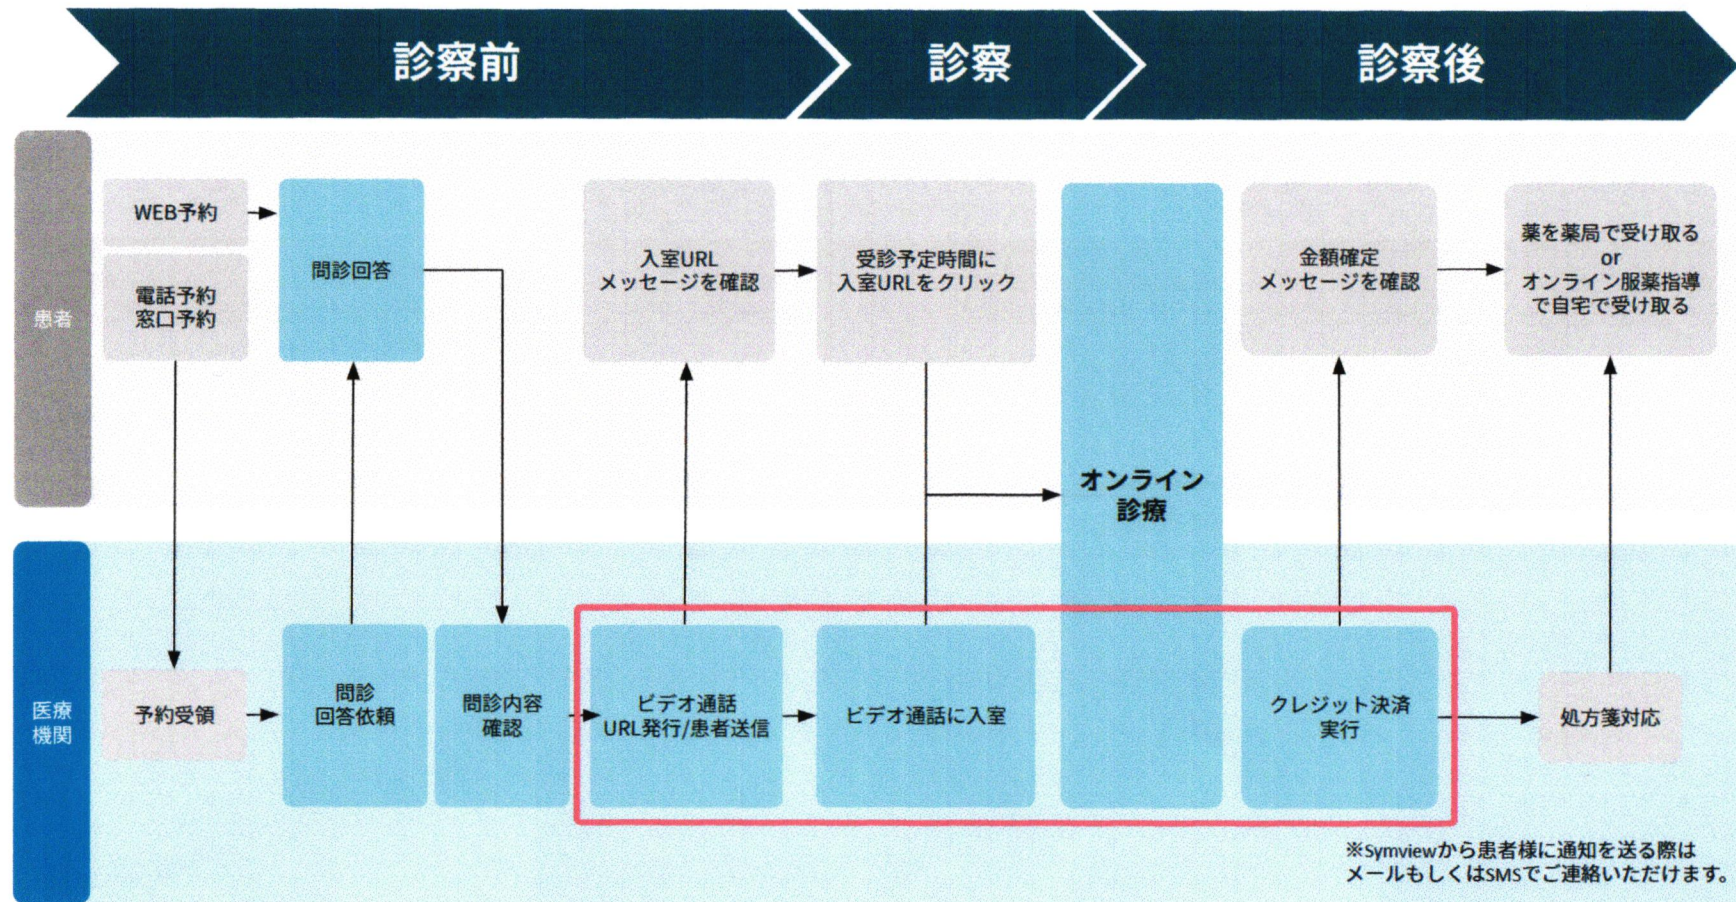 診察前
診察
診察後
患者
WEB予約
電話予約
窓口予約
問診回答
入室URL
メッセージを確認
受診予定時間に
入室URLをクリック
オンライン
診療
金額確定
メッセージを確認
薬を薬局で受け取る
or
オンライン服薬指導
で自宅で受け取る
医療
機関
予約受領
問診
回答依頼
問診内容
確認
ビデオ通話
URL発行/患者送信
ビデオ通話に入室
クレジット決済
実行
処方箋対応
※Symviewから患者様に通知を送る際は
メールもしくはSMSでご連絡いただけます。